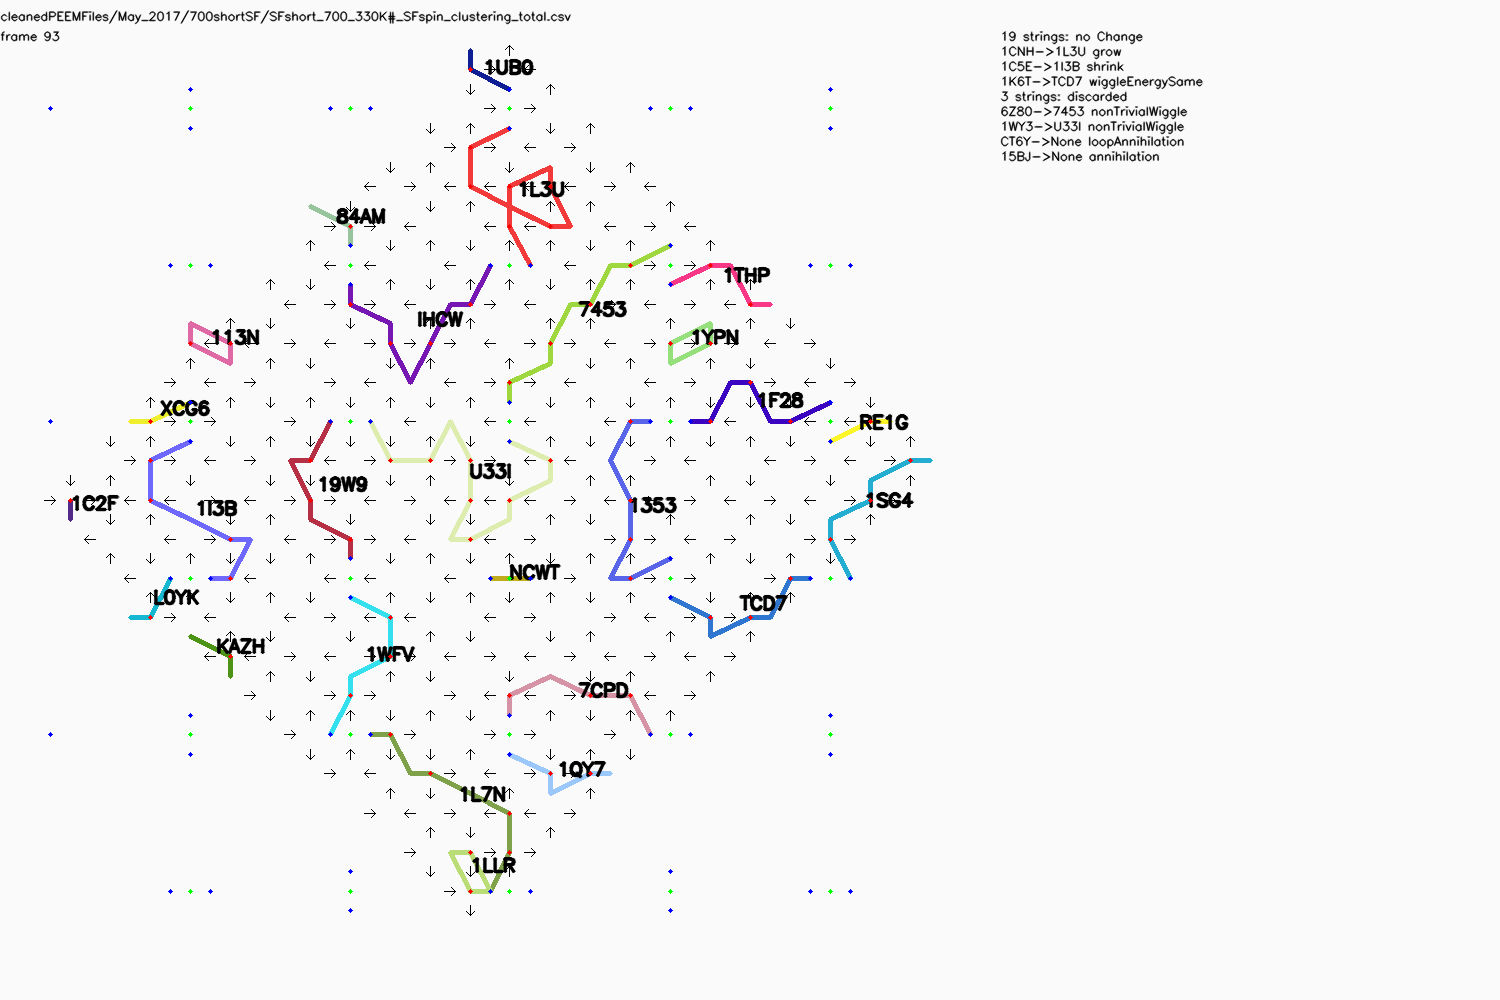 cleanedPEEMFiles/May_2017/700shortSF/SFshort_700_330K#_SFspin_clustering_total.csv
frame 93
19 strings: no Change
1CNH->1L3U grow
1C5E->1I3B shrink
1K6T->TCD7 wiggleEnergySame
3 strings: discarded
6Z80->7453 nonTrivialWiggle
1WY3->U33I nonTrivialWiggle
CT6Y->None loopAnnihilation
15BJ->None annihilation
1UB0
1L3U
84AM
1THP
7453
IHCW
113N
1YPN
1F28
XCG6
RE1G
U33I
19W9
1SG4
1C2F
1353
1I3B
NCWT
L0YK
TCD7
KAZH
1WFV
7CPD
1QY7
1L7N
1LLR